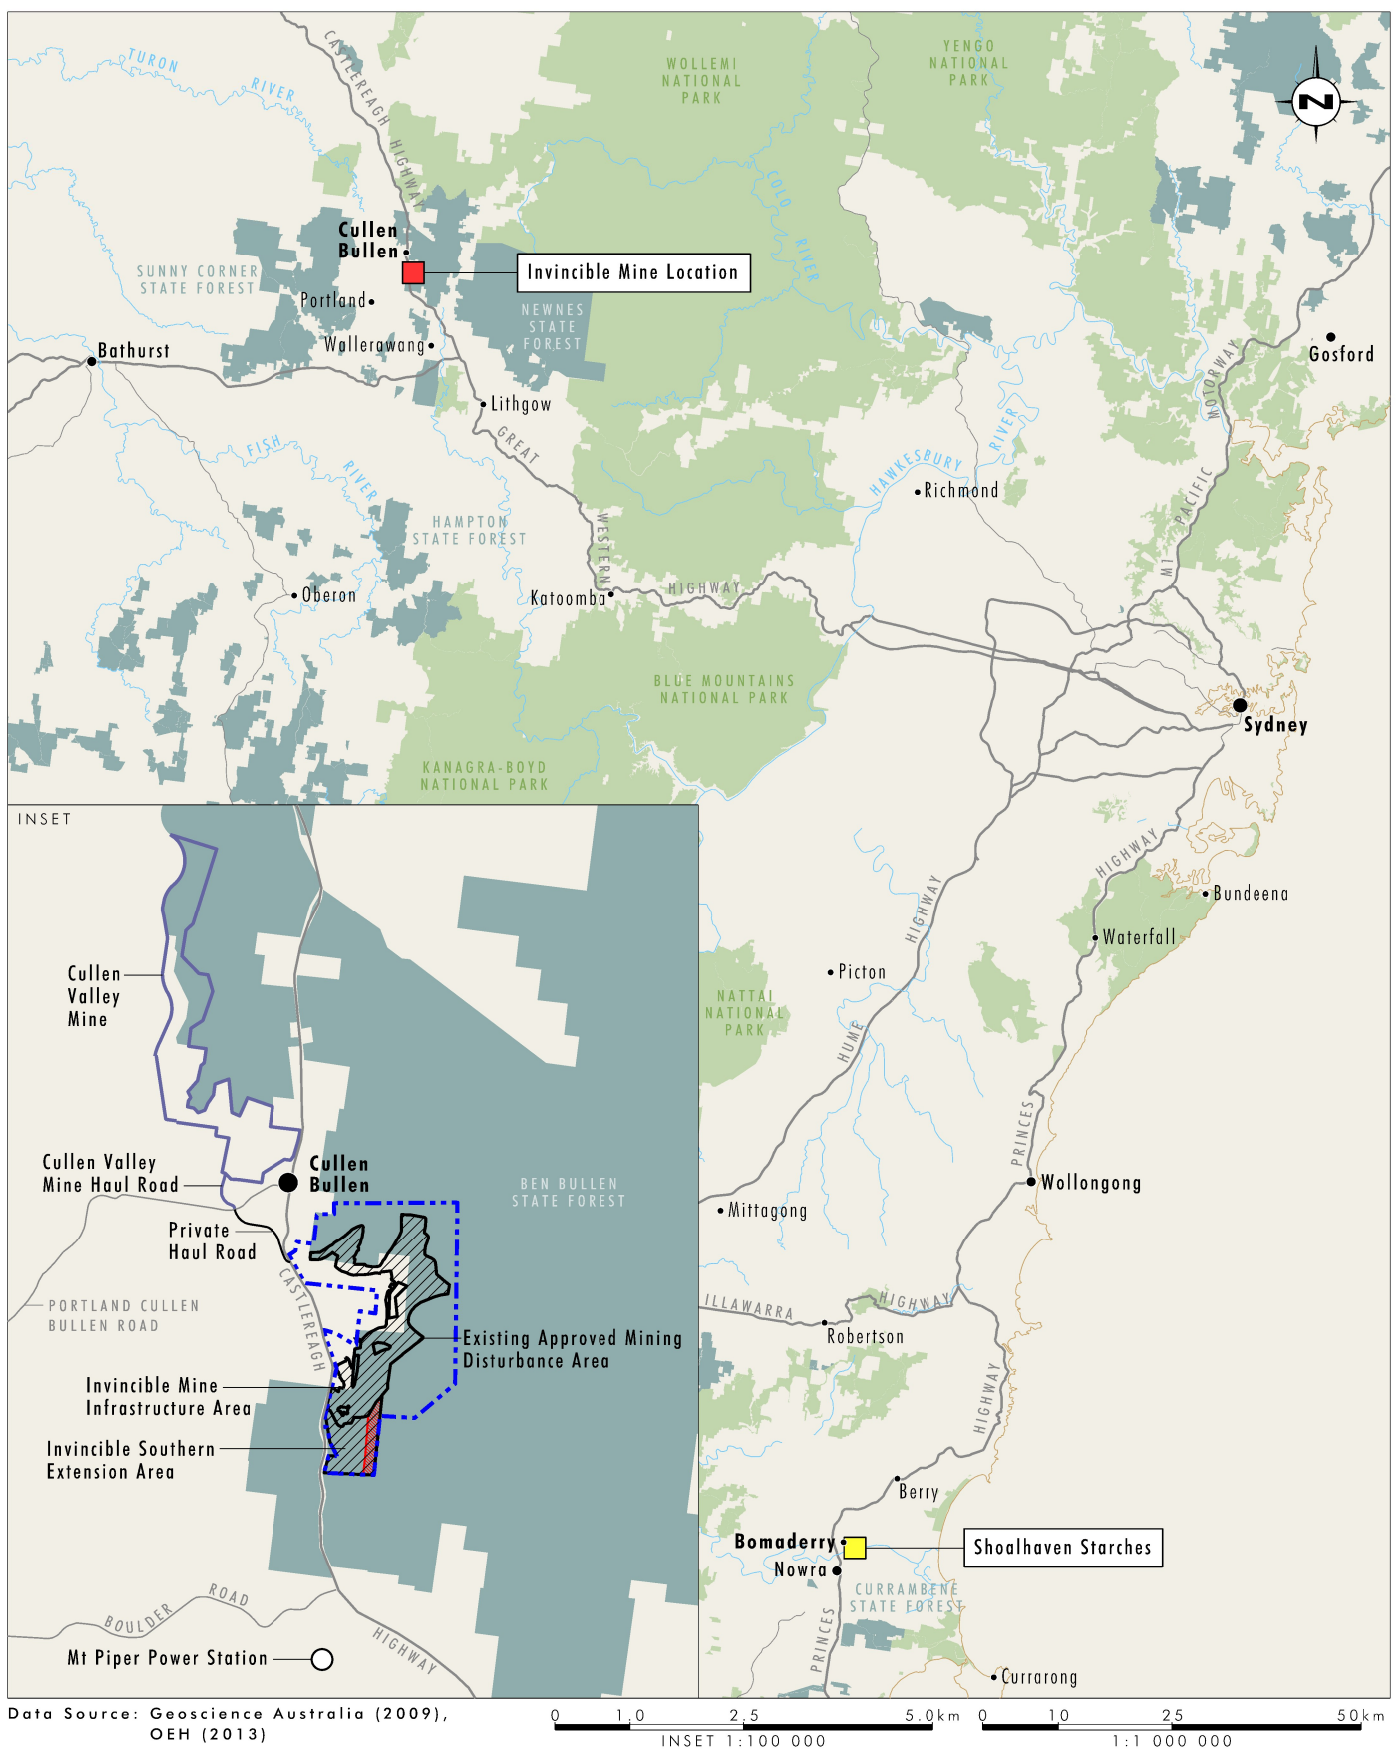 TURON
RIVER
CASTLEREAGH HIGHWAY
WOLLEMI
NATIONAL
PARK
YENGO
NATIONAL
PARK
N
COLO
RIVER
Cullen
Bullen
Invincible Mine Location
SUNNY CORNER
STATE FOREST
Portland
NEWNES
STATE
FOREST
Wallerawang
Bathurst
Gosford
MOTORWAY
Lithgow
GREAT
FISH
RIVER
HAWKESBURY
RIVER
Richmond
PACIFIC
M1
HAMPTON
STATE FOREST
WESTERN
HIGHWAY
Oberon
Katoomba
BLUE MOUNTAINS
NATIONAL PARK
Sydney
KANAGRA-BOYD
NATIONAL PARK
INSET
Cullen
Valley
Mine
Cullen Valley
Mine Haul Road
Cullen
Bullen
BEN BULLEN
STATE FOREST
Private
Haul Road
CASTLEREAGH
PORTLAND CULLEN
BULLEN ROAD
Existing Approved Mining
Disturbance Area
Invincible Mine
Infrastructure Area
Invincible Southern
Extension Area
BOULDER
ROAD
HIGHWAY
Mt Piper Power Station
HIGHWAY
Bundeena
Waterfall
HIGHWAY
Picton
NATTAI
NATIONAL
PARK
HUME
PRINCES
Wollongong
Mittagong
ILLAWARRA
HIGHWAY
Robertson
HIGHWAY
Berry
Bomaderry
Nowra
Shoalhaven Starches
CURRAMBENE
STATE FOREST
PRINCES
Currarong
Data Source: Geoscience Australia (2009),
OEH (2013)
0 1.0 2.5 5.0km
INSET 1:100 000
0 10 25 50km
1:1 000 000